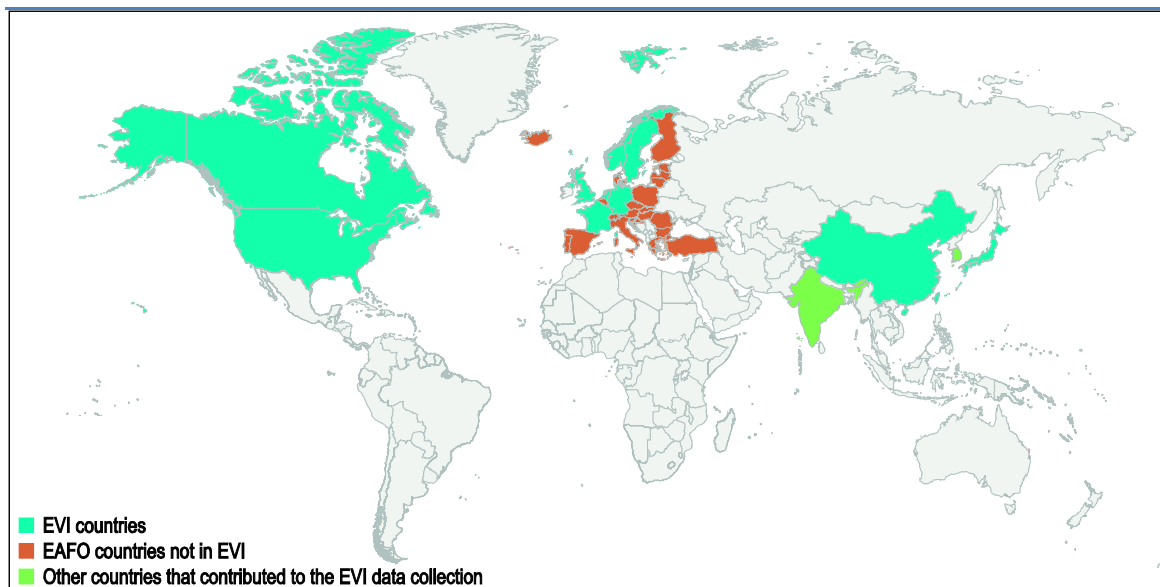 EVI countries
EAFO countries not in EVI
Other countries that contributed to the EVI data collection